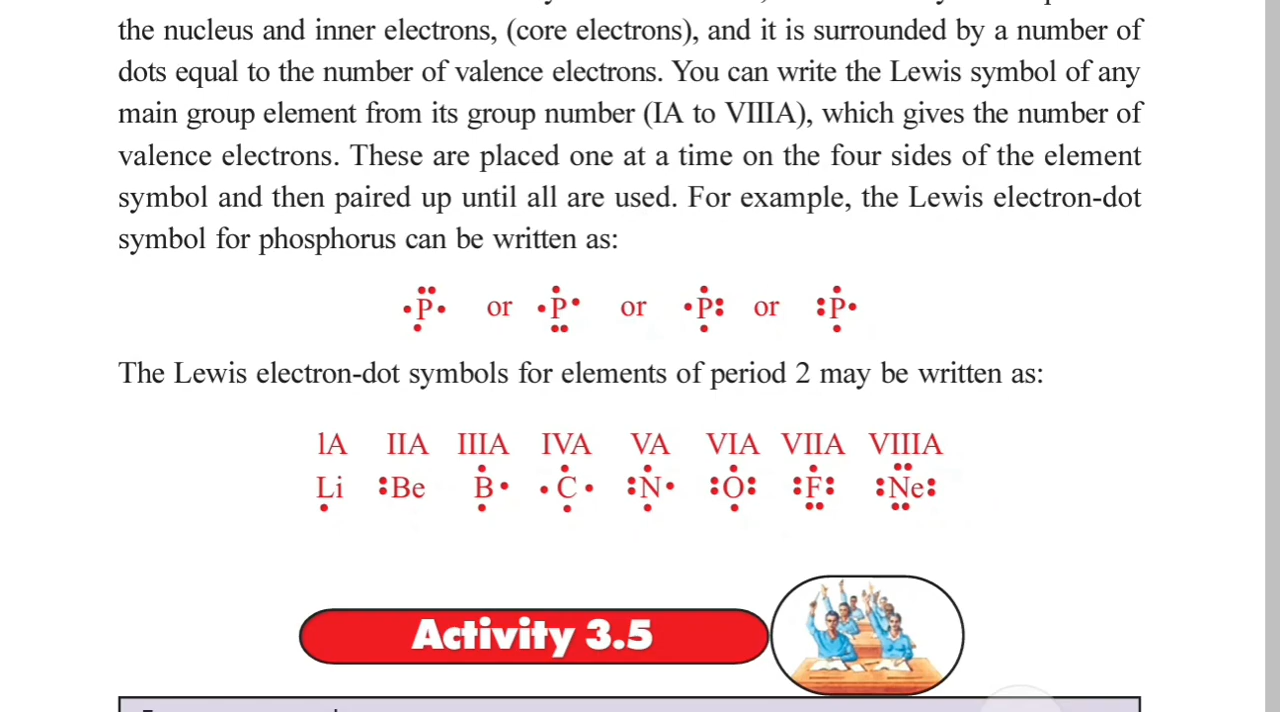 the nucleus and inner electrons, (core electrons), and it is surrounded by a number of
dots equal to the number of valence electrons. You can write the Lewis symbol of any
main group element from its group number (IA to VIIIA), which gives the number of
valence electrons. These are placed one at a time on the four sides of the element
symbol and then paired up until all are used. For example, the Lewis electron-dot
symbol for phosphorus can be written as:
P or P or P or P
The Lewis electron-dot symbols for elements of period 2 may be written as:
lA IIA IIIA IVA VA VIA VIIA VIIIA
Li Be B C N O F Ne
Activity 3.5